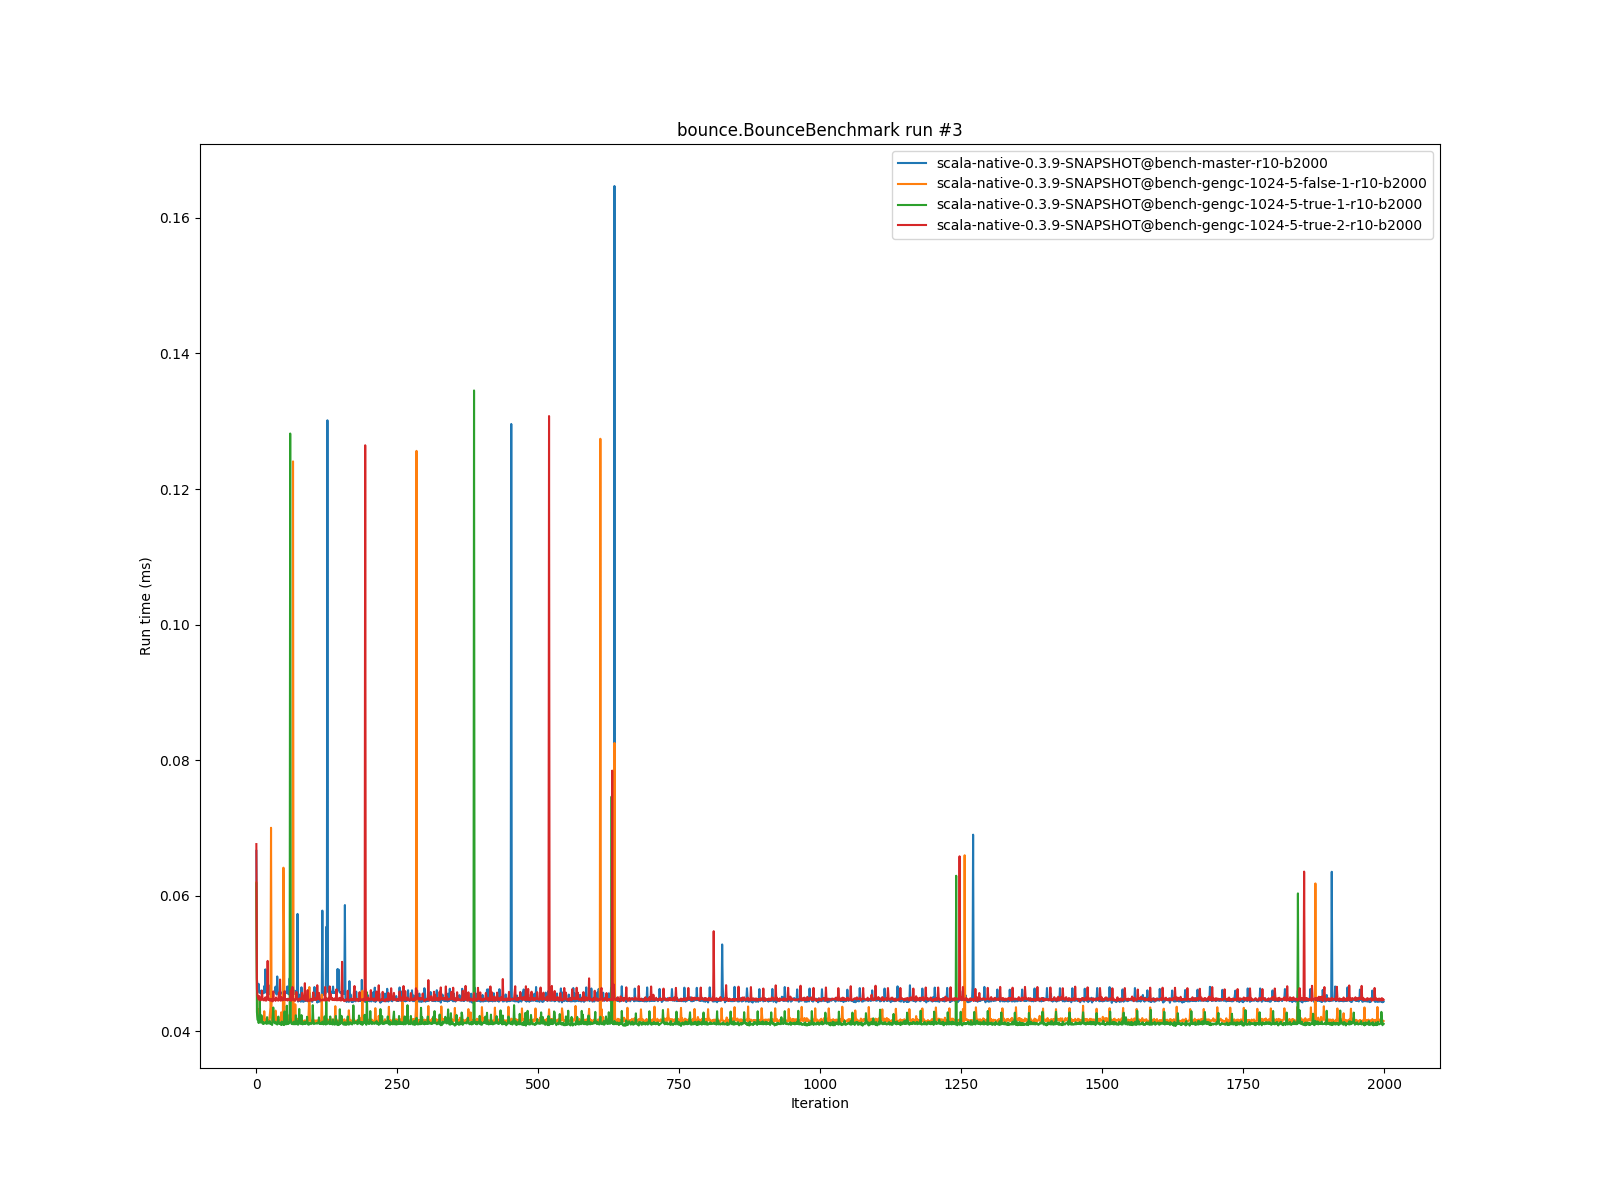 bounce.BounceBenchmark run #3
scala-native-0.3.9-SNAPSHOT@bench-master-r10-b2000
scala-native-0.3.9-SNAPSHOT@bench-gengc-1024-5-false-1-r10-b2000
scala-native-0.3.9-SNAPSHOT@bench-gengc-1024-5-true-1-r10-b2000
scala-native-0.3.9-SNAPSHOT@bench-gengc-1024-5-true-2-r10-b2000
Run time (ms)
0.16
0.14
0.12
0.10
0.08
0.06
0.04
0 250 500 750 1000 1250 1500 1750 2000
Iteration